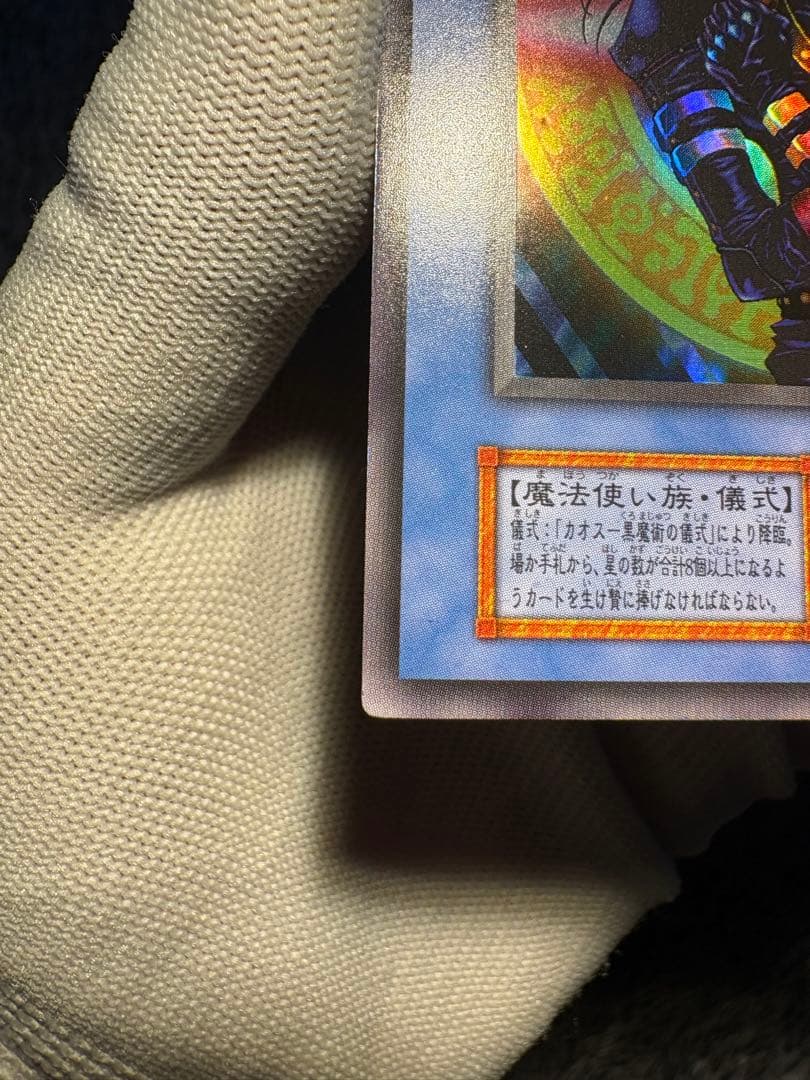 【魔法使い族・儀式】
儀式：「カオスー黒魔術の儀式」により降臨。
場か手札から、星の数が合計8個以上になるよ
うカードを生け贄に捧げなければならない。